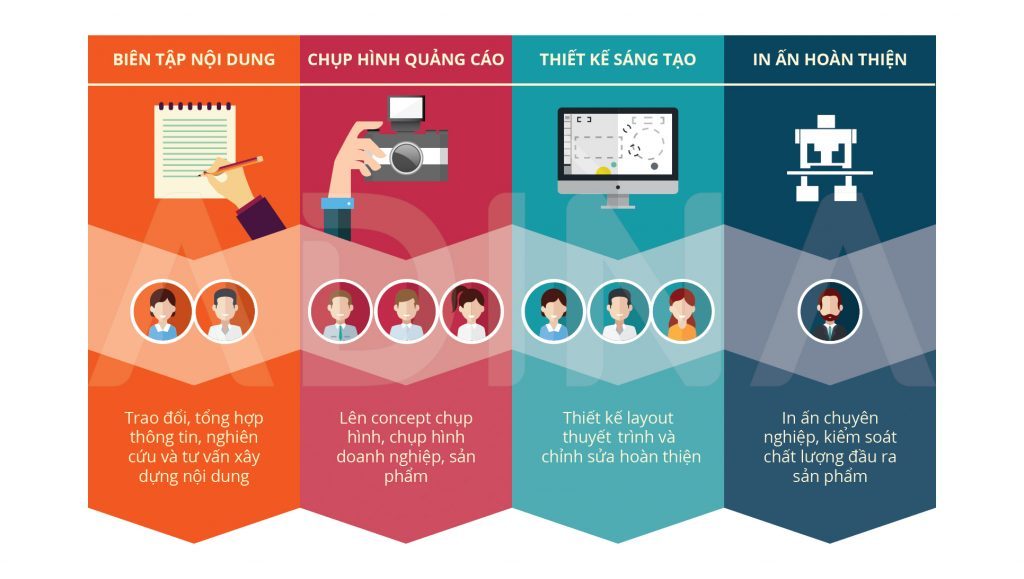 BIÊN TẬP NỘI DUNG
CHỤP HÌNH QUẢNG CÁO
THIẾT KẾ SÁNG TẠO
IN ẤN HOÀN THIỆN
ADINA
Trao đổi, tổng hợp
thông tin, nghiên
cứu và tư vấn xây
dựng nội dung
Lên concept chụp
hình, chụp hình
doanh nghiệp, sản
phẩm
Thiết kế layout
thuyết trình và
chỉnh sửa hoàn thiện
In ấn chuyên
nghiệp, kiểm soát
chất lượng đầu ra
sản phẩm